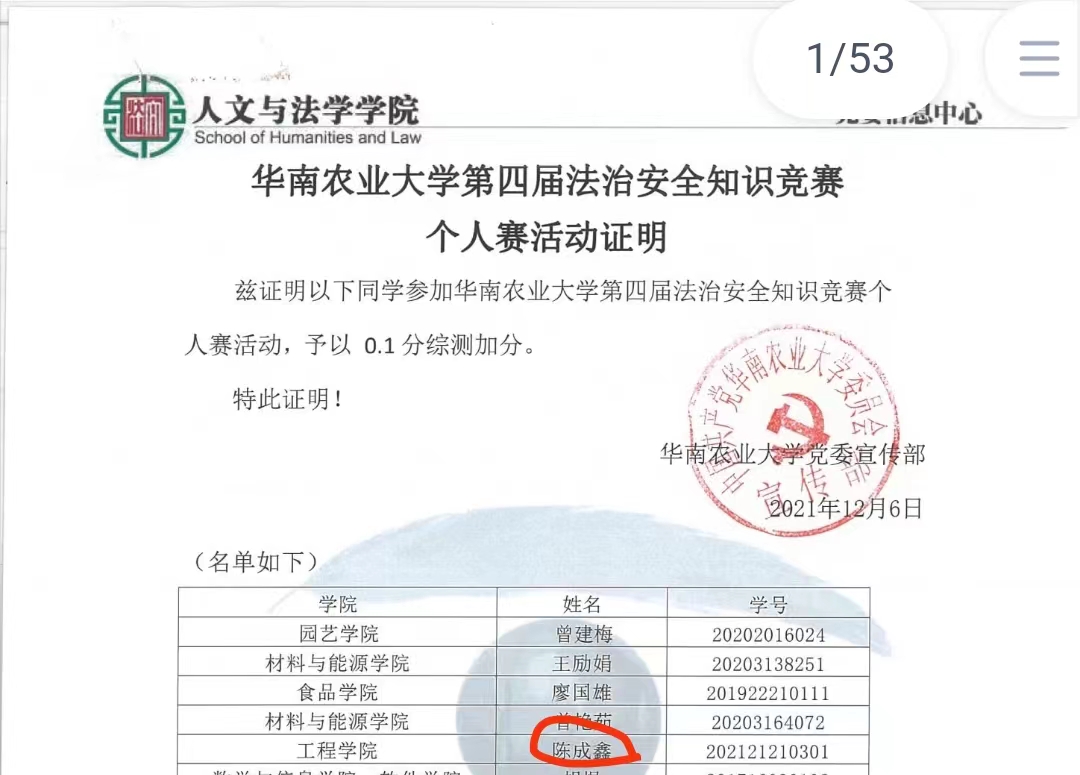 1/53
人文与法学学院
School of Humanities and Law
华南农业大学第四届法治安全知识竞赛
个人赛活动证明
兹证明以下同学参加华南农业大学第四届法治安全知识竞赛个
人赛活动，予以 0.1 分综测加分。
特此证明！
中国共产党华南农业大学委员会
宣传部
华南农业大学党委宣传部
2021年12月6日
（名单如下）
学院 姓名 学号
园艺学院 曾建梅 20202016024
材料与能源学院 王励娟 20203138251
食品学院 廖国雄 201922210111
材料与能源学院 曾艳茹 20203164072
工程学院 陈成鑫 202121210301